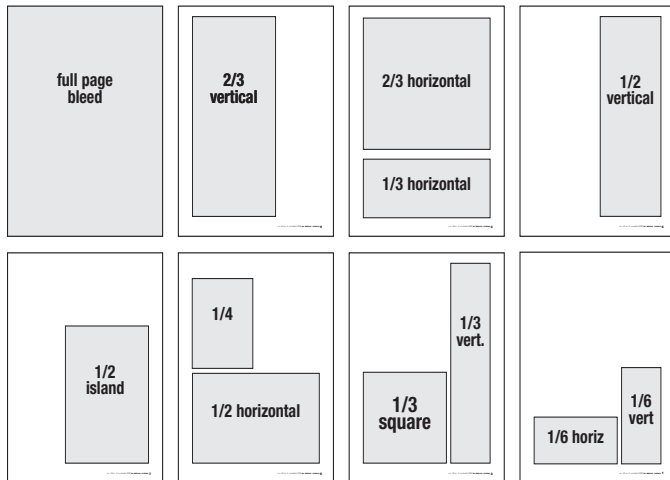 full page
bleed
2/3
vertical
2/3 horizontal
1/3 horizontal
1/2
vertical
1/2
island
1/4
1/2 horizontal
1/3
square
1/3
vert.
1/6 horiz
1/6
vert